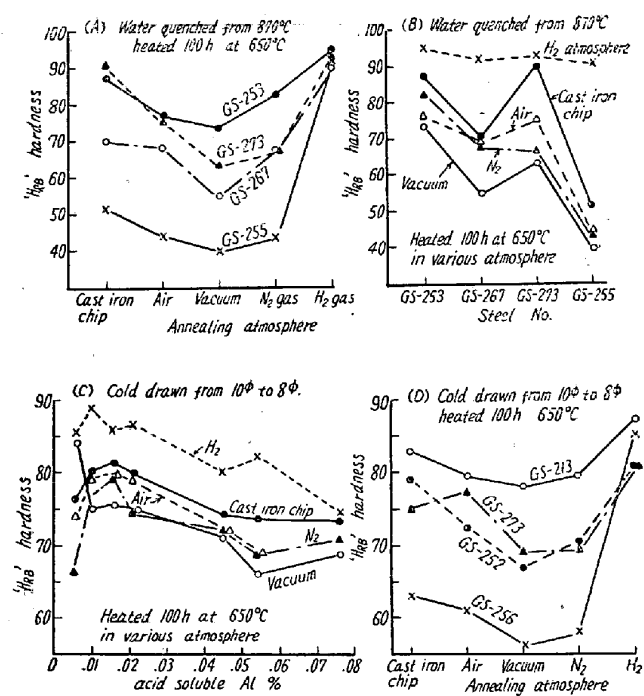 (A) Water quenched from 870°C
heated 100h at 650°C
'HRB' hardness
100
90
80
70
60
50
40
GS-253
GS-273
GS-267
GS-255
Cast iron chip
Air
Vacuum
N2 gas
H2 gas
Annealing atmosphere
(B) Water quenched from 870°C
'HRB' hardness
100
90
80
70
60
50
40
H2 atmosphere
Cast iron
chip
Air
N2
Vacuum
Heated 100h at 650°C
in various atmosphere
GS-253
GS-267
GS-273
GS-255
Steel No.
(C) Cold drawn from 10Φ to 8Φ.
'HRB' hardness
90
80
70
60
H2
Air
Cast iron chip
N2
Vacuum
Heated 100h at 650°C
in various atmosphere
0 .01 .02 .03 .04 .05 .06 .07 .08
acid soluble Al %
(D) Cold drawn from 10Φ to 8Φ
heated 100h 650°C
'HRB' hardness
90
80
70
60
GS-213
GS-273
GS-252
GS-256
Cast iron chip
Air
Vacuum
N2
H2
Annealing atmosphere